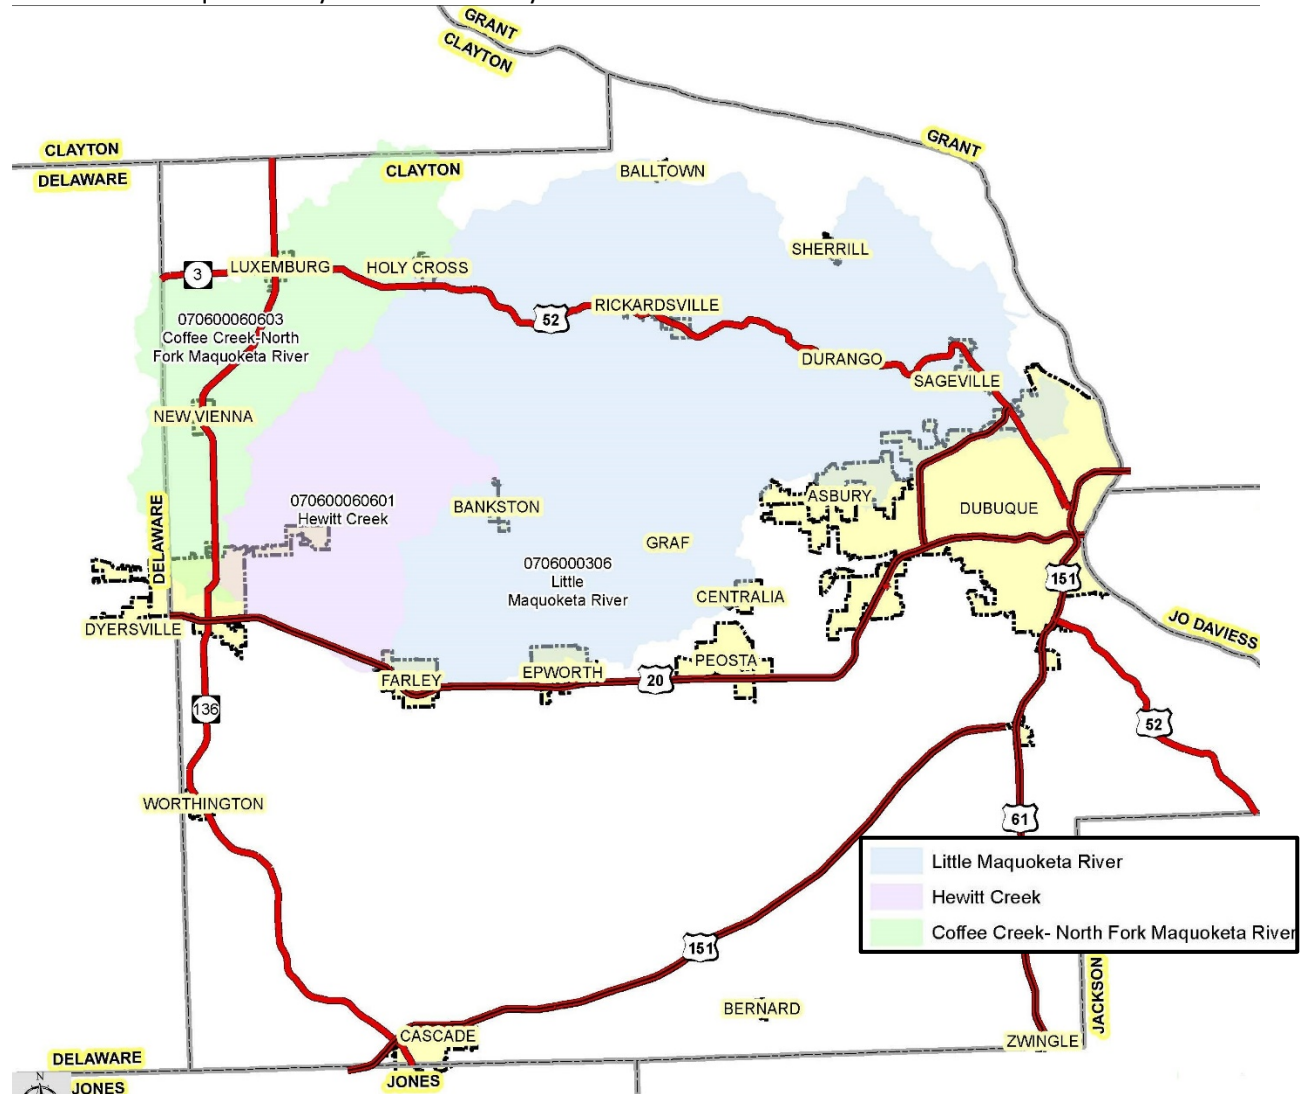 GRANT
CLAYTON
GRANT
CLAYTON
DELAWARE
CLAYTON
BALLTOWN
SHERRILL
LUXEMBURG
HOLY CROSS
3
RICKARDSVILLE
52
070600060603
Coffee Creek-North
Fork Maquoketa River
DURANGO
SAGEVILLE
NEW VIENNA
DELAWARE
070600060601
Hewitt Creek
BANKSTON
ASBURY
DUBUQUE
GRAF
0706000306
Little
Maquoketa River
CENTRALIA
151
DYERSVILLE
JO DAVIESS
PEOSTA
FARLEY
EPWORTH
20
136
52
WORTHINGTON
61
Little Maquoketa River
Hewitt Creek
Coffee Creek- North Fork Maquoketa River
151
JACKSON
BERNARD
CASCADE
ZWINGLE
DELAWARE
JONES
JONES
N